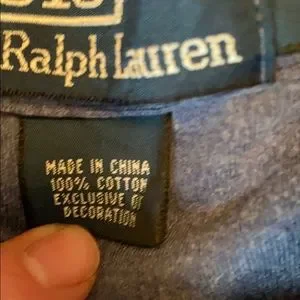 Ralph Lauren
MADE IN CHINA
100% COTTON
EXCLUSIVE OF
DECORATION